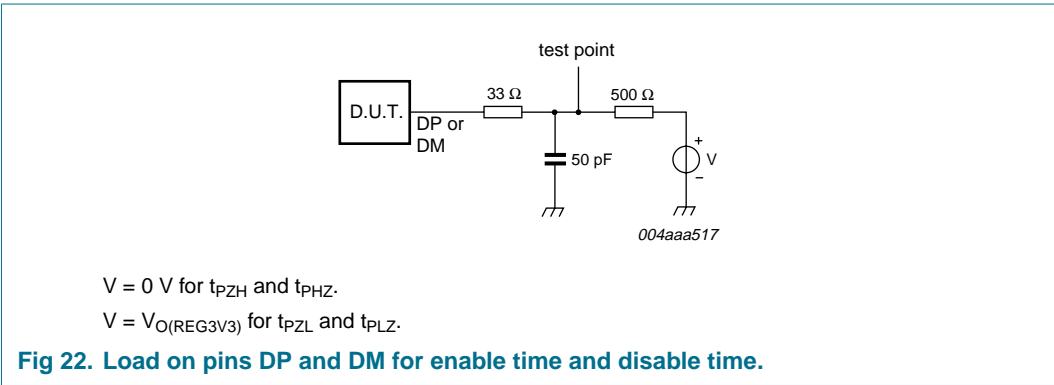 test point
33 Ω
500 Ω
D.U.T.
DP or
DM
50 pF
+
V
−
004aaa517
V = 0 V for tPZH and tPHZ.
V = VO(REG3V3) for tPZL and tPLZ.
Fig 22. Load on pins DP and DM for enable time and disable time.